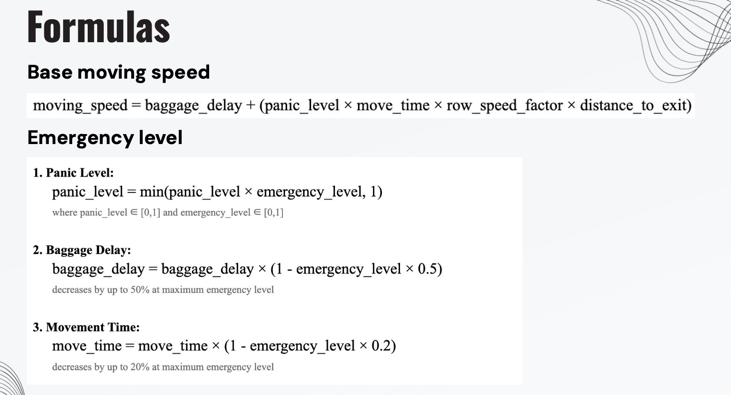 Formulas
Base moving speed
moving_speed = baggage_delay + (panic_level × move_time × row_speed_factor × distance_to_exit)
Emergency level
1. Panic Level:
panic_level = min(panic_level × emergency_level, 1)
where panic_level ∈ [0,1] and emergency_level ∈ [0,1]
2. Baggage Delay:
baggage_delay = baggage_delay × (1 - emergency_level × 0.5)
decreases by up to 50% at maximum emergency level
3. Movement Time:
move_time = move_time × (1 - emergency_level × 0.2)
decreases by up to 20% at maximum emergency level